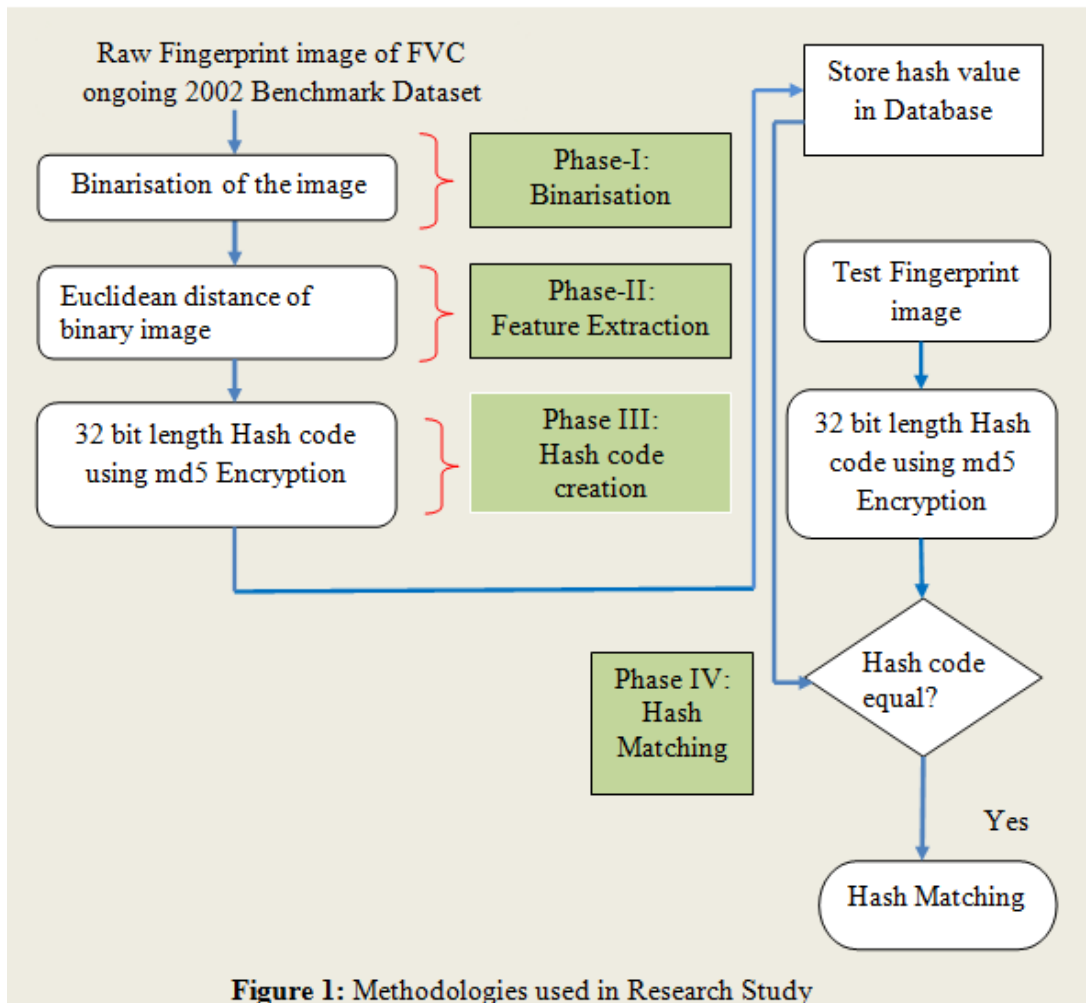 Raw Fingerprint image of FVC
ongoing 2002 Benchmark Dataset
Binarisation of the image
Phase-I:
Binarisation
Euclidean distance of
binary image
Phase-II:
Feature Extraction
32 bit length Hash code
using md5 Encryption
Phase III:
Hash code
creation
Store hash value
in Database
Test Fingerprint
image
32 bit length Hash
code using md5
Encryption
Phase IV:
Hash
Matching
Hash code
equal?
Yes
Hash Matching
Figure 1: Methodologies used in Research Study